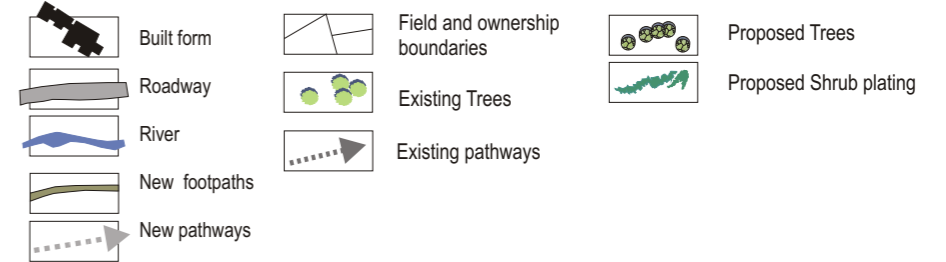 Built form
Roadway
River
New footpaths
New pathways
Field and ownership
boundaries
Existing Trees
Existing pathways
Proposed Trees
Proposed Shrub plating